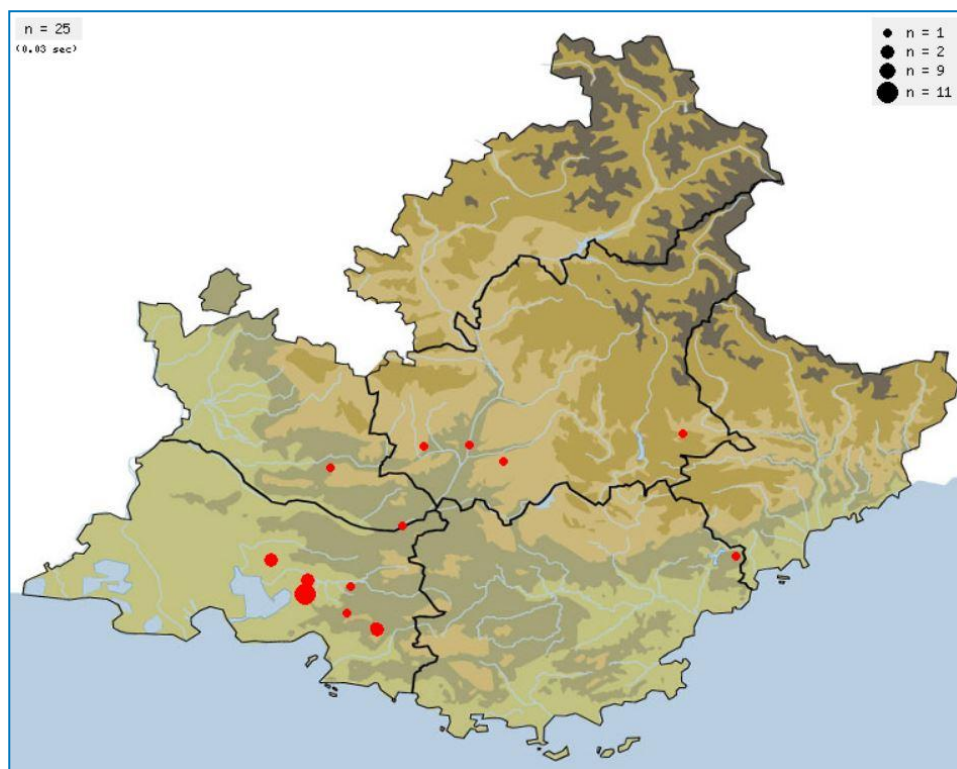 n = 25
(0.03 sec)
n = 1
n = 2
n = 9
n = 11